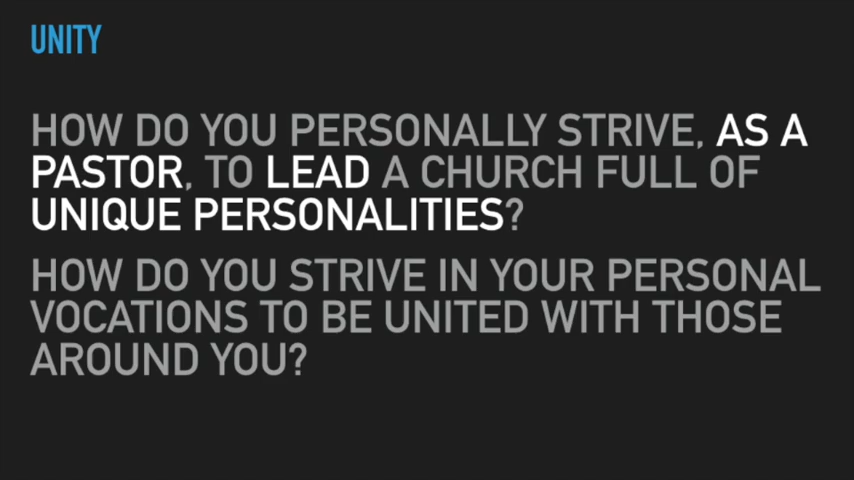 UNITY
HOW DO YOU PERSONALLY STRIVE, AS A
PASTOR, TO LEAD A CHURCH FULL OF
UNIQUE PERSONALITIES?
HOW DO YOU STRIVE IN YOUR PERSONAL
VOCATIONS TO BE UNITED WITH THOSE
AROUND YOU?